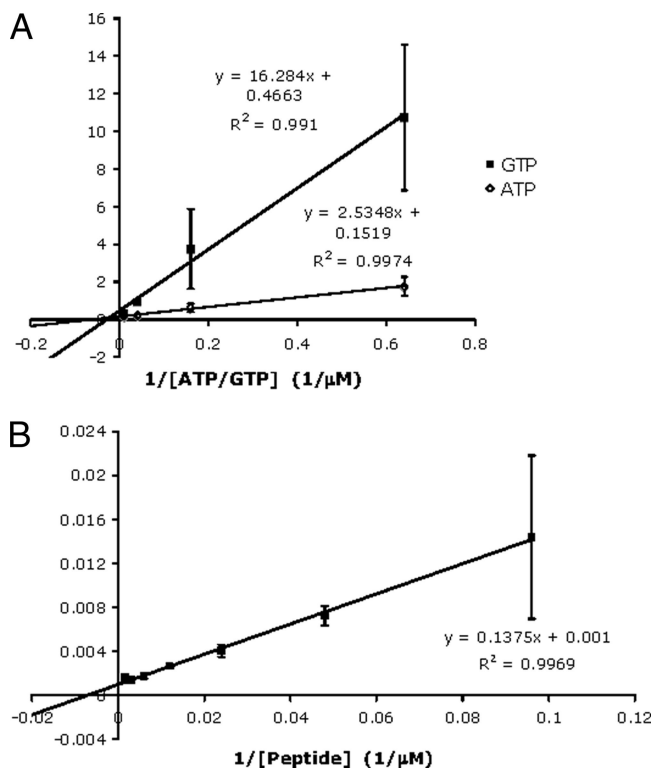 A
16
14
12
10
8
6
4
2
0
-2
y = 16.284x +
0.4663
R² = 0.991
GTP
ATP
y = 2.5348x +
0.1519
R² = 0.9974
-0.2 0 0.2 0.4 0.6 0.8
1/[ATP/GTP] (1/µM)
B
0.024
0.02
0.016
0.012
0.008
0.004
0
-0.004
y = 0.1375x + 0.001
R² = 0.9969
-0.02 0 0.02 0.04 0.06 0.08 0.1 0.12
1/[Peptide] (1/µM)